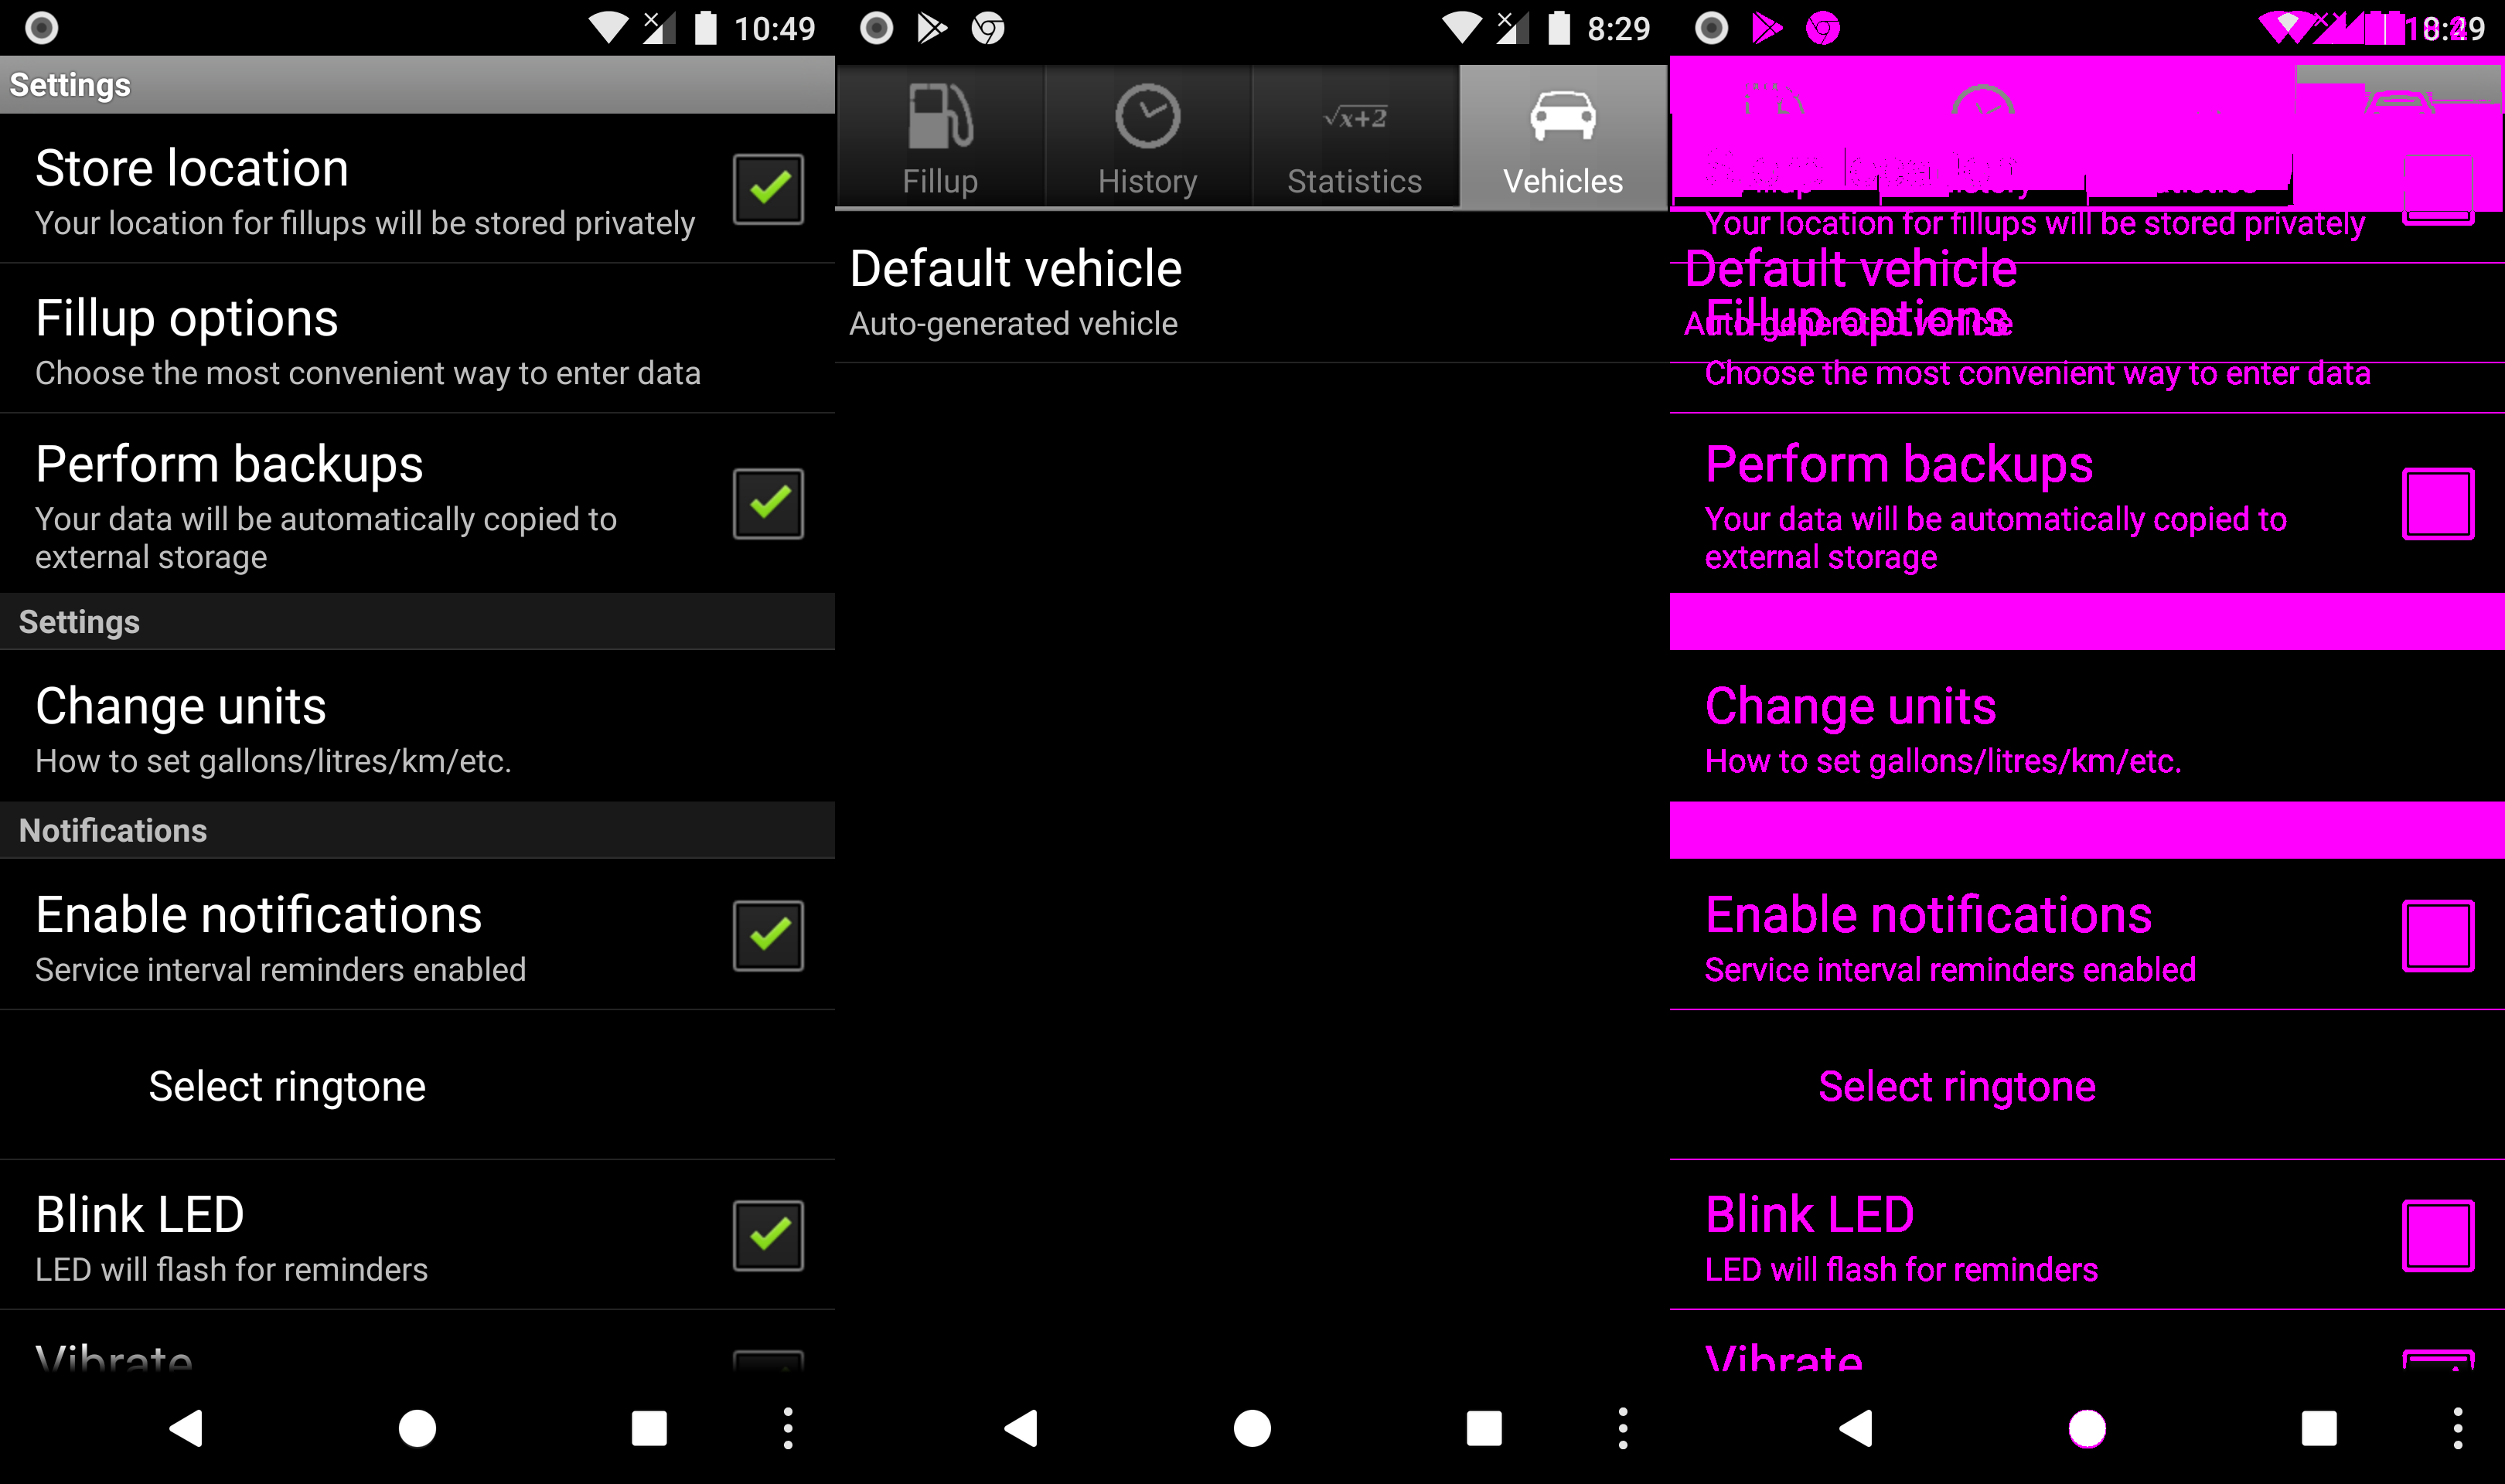 10:49
Settings
Store location
Your location for fillups will be stored privately
Fillup options
Choose the most convenient way to enter data
Perform backups
Your data will be automatically copied to
external storage
Settings
Change units
How to set gallons/litres/km/etc.
Notifications
Enable notifications
Service interval reminders enabled
Select ringtone
Blink LED
LED will flash for reminders
Vibrate
8:29
√x+2
Fillup
History
Statistics
Vehicles
Default vehicle
Auto-generated vehicle
Your location for fillups will be stored privately
Default vehicle
Fillup options
Auto-generated vehicle
Choose the most convenient way to enter data
Perform backups
Your data will be automatically copied to
external storage
Change units
How to set gallons/litres/km/etc.
Enable notifications
Service interval reminders enabled
Select ringtone
Blink LED
LED will flash for reminders
Vibrate